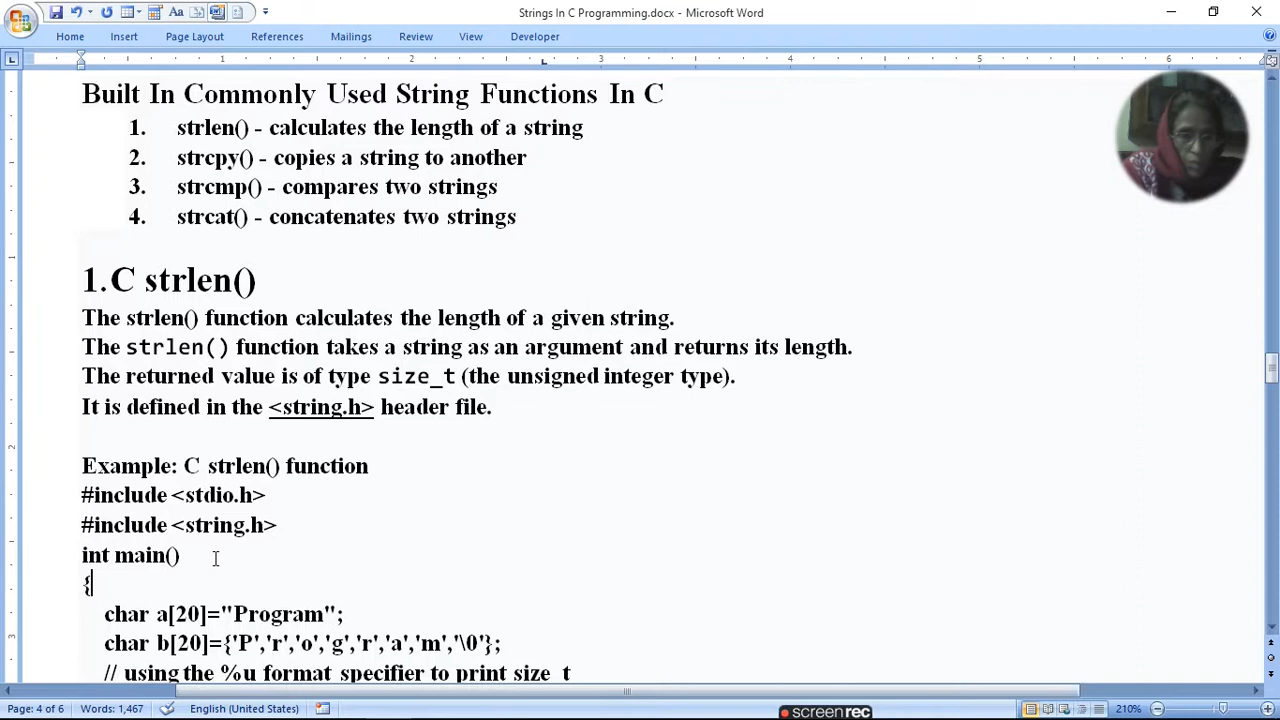 Strings In C Programming.docx - Microsoft Word
Home Insert Page Layout References Mailings Review View Developer
1 2 3 4 5 6
Built In Commonly Used String Functions In C
1. strlen() - calculates the length of a string
2. strcpy() - copies a string to another
3. strcmp() - compares two strings
4. strcat() - concatenates two strings
1.C strlen()
The strlen() function calculates the length of a given string.
The strlen() function takes a string as an argument and returns its length.
The returned value is of type size_t (the unsigned integer type).
It is defined in the <string.h> header file.
Example: C strlen() function
#include <stdio.h>
#include <string.h>
int main()
{
char a[20]="Program";
char b[20]={'P','r','o','g','r','a','m','\0'};
// using the %u format specifier to print size_t
Page: 4 of 6 Words: 1,467 English (United States) 210%
screenrec